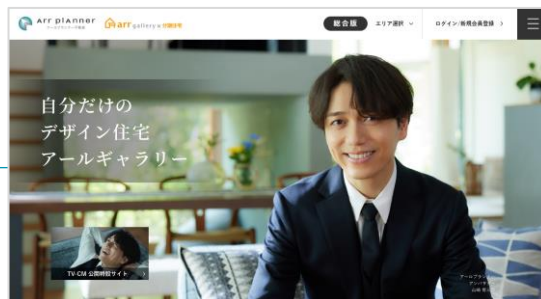 Arr planner
Arr gallery
総合版
エリア選択
ログイン/新規会員登録
自分だけの
デザイン住宅
アールギャラリー
TV-CM 公開特設サイト